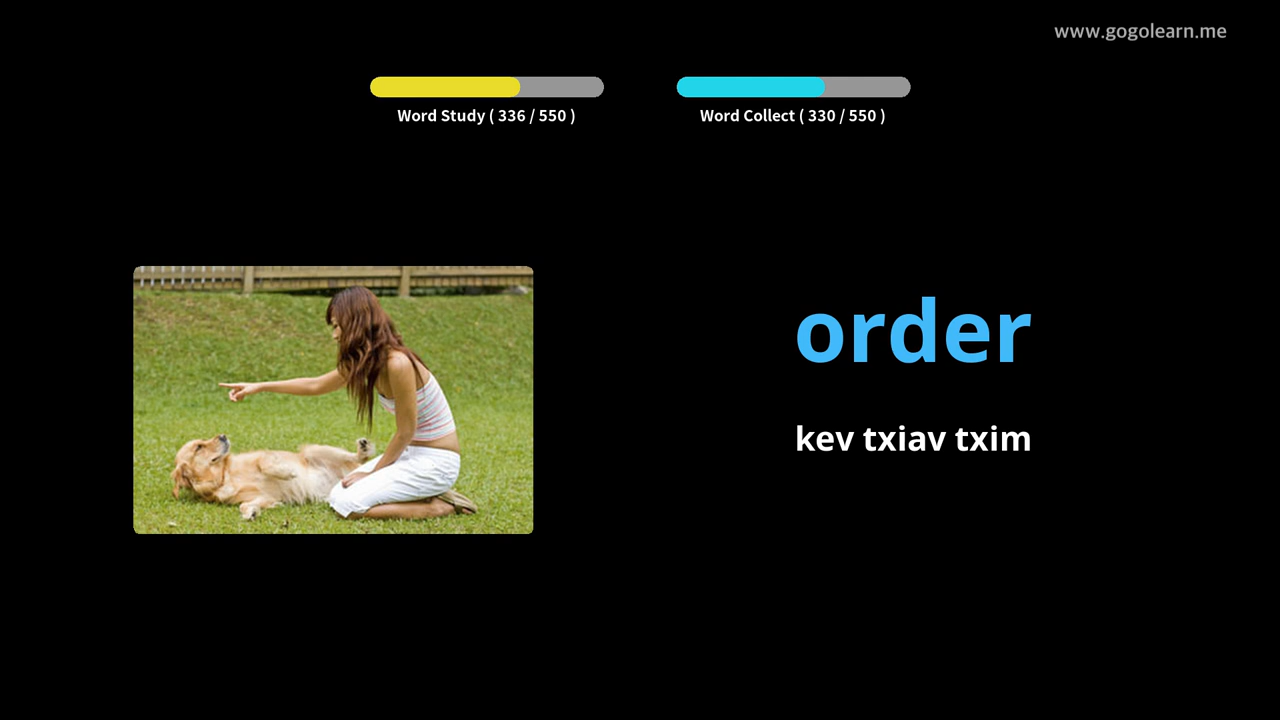 www.gogolearn.me
Word Study ( 336 / 550 )
Word Collect ( 330 / 550 )
order
kev txiav txim